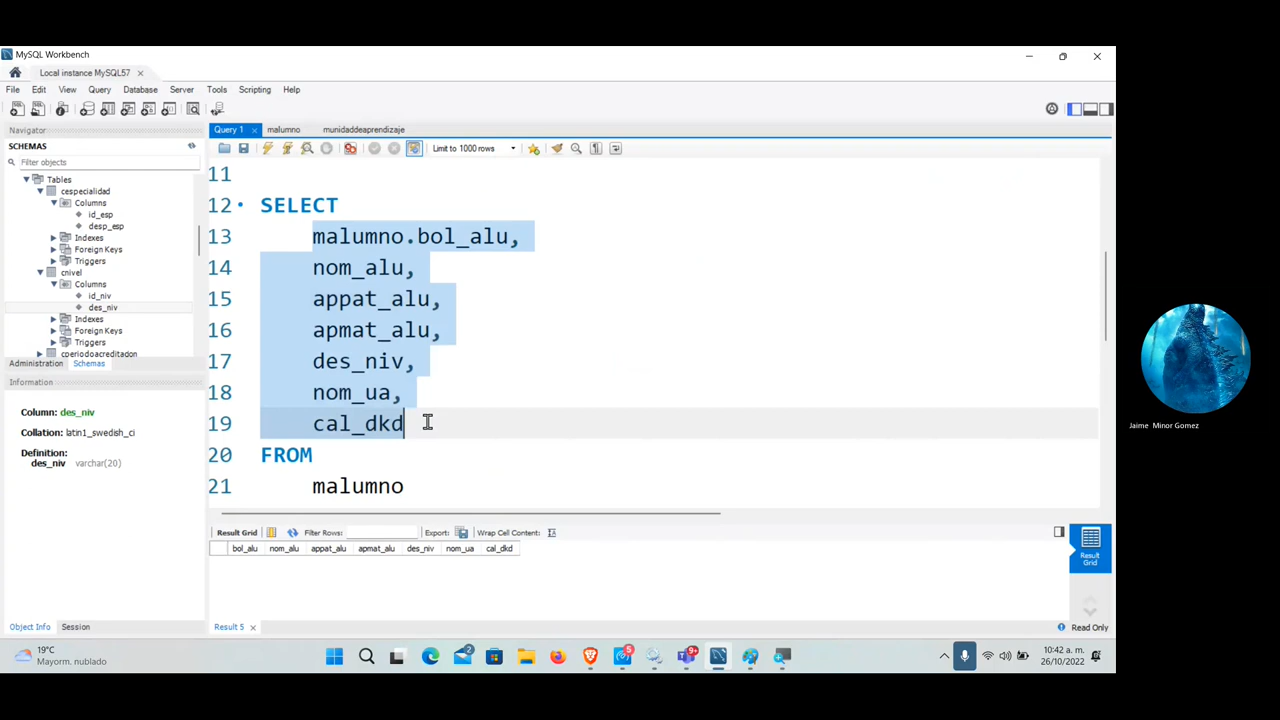 MySQL Workbench
Local instance MySQL57
File Edit View Query Database Server Tools Scripting Help
Navigator
SCHEMAS
Filter objects
Tables
cespecialidad
Columns
id_esp
desp_esp
Indexes
Foreign Keys
Triggers
cnivel
Columns
id_niv
des_niv
Indexes
Foreign Keys
Triggers
cperiodoacreditadon
Administration Schemas
Information
Column: des_niv
Collation: latin1_swedish_ci
Definition:
des_niv varchar(20)
Object Info Session
Query 1 malumno munidaddeaprendizaje
Limit to 1000 rows
11
12 SELECT
13 malumno.bol_alu,
14 nom_alu,
15 appat_alu,
16 apmat_alu,
17 des_niv,
18 nom_ua,
19 cal_dkd
20 FROM
21 malumno
Result Grid Filter Rows: Export: Wrap Cell Content:
bol_alu nom_alu appat_alu apmat_alu des_niv nom_ua cal_dkd
Result Grid
Result 5
Read Only
Jaime Minor Gomez
19°C
Mayorm. nublado
2
5
9+
10:42 a. m.
26/10/2022